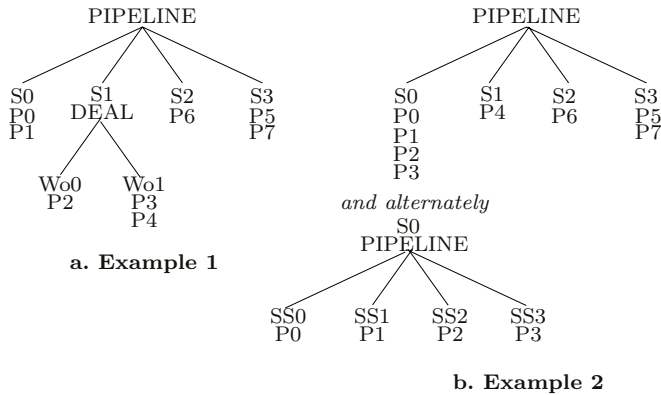 PIPELINE
S0 S1 S2 S3
P0 DEAL P6 P5
P1 P7
Wo0 Wo1
P2 P3
P4
a. Example 1
PIPELINE
S0 S1 S2 S3
P0 P4 P6 P5
P1 P7
P2
P3
and alternately
S0
PIPELINE
SS0 SS1 SS2 SS3
P0 P1 P2 P3
b. Example 2